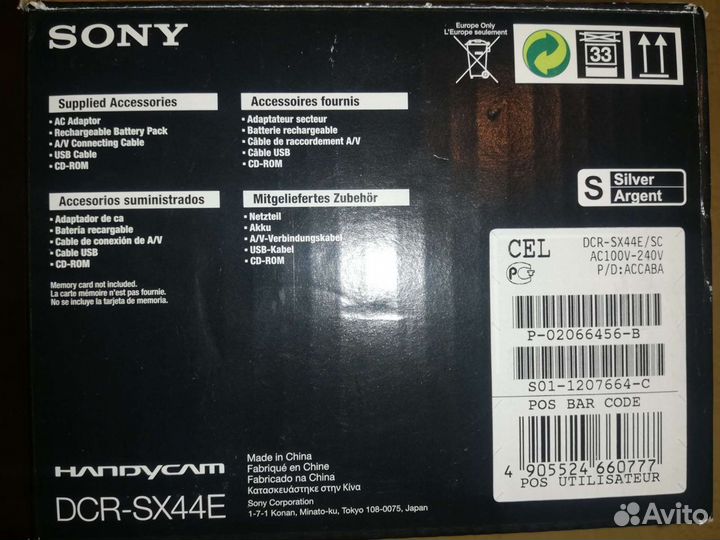 SONY
Europe Only
L'Europe seulement
33
Supplied Accessories
• AC Adaptor
• Rechargeable Battery Pack
• A/V Connecting Cable
• USB Cable
• CD-ROM
Accessoires fournis
• Adaptateur secteur
• Batterie rechargeable
• Câble de raccordement A/V
• Câble USB
• CD-ROM
Accesorios suministrados
• Adaptador de ca
• Batería recargable
• Cable de conexión de A/V
• Cable USB
• CD-ROM
Mitgeliefertes Zubehör
• Netzteil
• Akku
• A/V-Verbindungskabel
• USB-Kabel
• CD-ROM
Memory card not included.
La carte mémoire n'est pas fournie.
No se incluye la tarjeta de memoria.
S Silver
Argent
CEL
DCR-SX44E/SC
AC100V-240V
P/D:ACCABA
P-02066456-B
S01-1207664-C
POS BAR CODE
4 905524 660777
POS UTILISATEUR
HANDYCAM
DCR-SX44E
Made in China
Fabriqué en Chine
Fabricado na China
Κατασκευάστηκε στην Κίνα
Sony Corporation
1-7-1 Konan, Minato-ku, Tokyo 108-0075, Japan
Avito